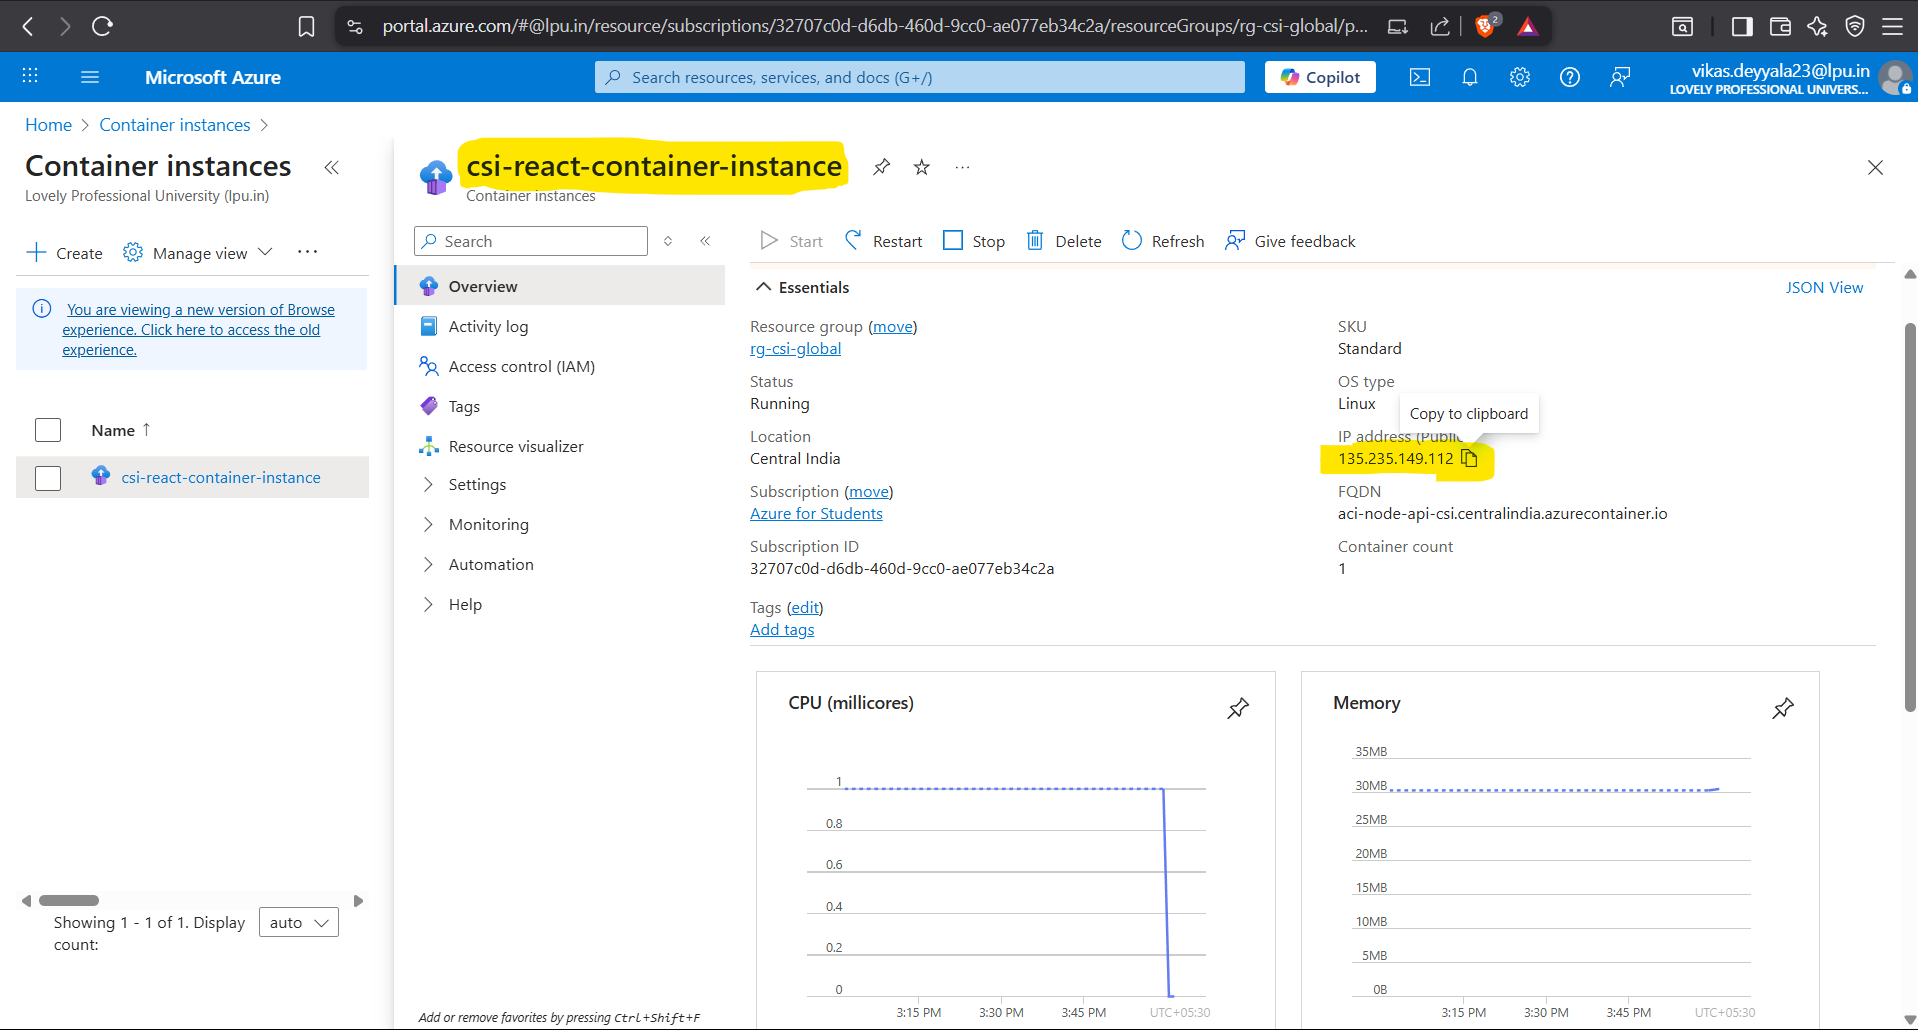 portal.azure.com/#@lpu.in/resource/subscriptions/32707c0d-d6db-460d-9cc0-ae077eb34c2a/resourceGroups/rg-csi-global/p...
2
Microsoft Azure
Search resources, services, and docs (G+/)
Copilot
vikas.deyyala23@lpu.in
LOVELY PROFESSIONAL UNIVERS...
Home > Container instances >
Container instances
Lovely Professional University (lpu.in)
Create
Manage view
You are viewing a new version of Browse
experience. Click here to access the old
experience.
Name ↑
csi-react-container-instance
Showing 1 - 1 of 1. Display
count:
auto
csi-react-container-instance
Container instances
Search
Overview
Activity log
Access control (IAM)
Tags
Resource visualizer
Settings
Monitoring
Automation
Help
Add or remove favorites by pressing Ctrl+Shift+F
Start
Restart
Stop
Delete
Refresh
Give feedback
Essentials
JSON View
Resource group (move)
rg-csi-global
Status
Running
Location
Central India
Subscription (move)
Azure for Students
Subscription ID
32707c0d-d6db-460d-9cc0-ae077eb34c2a
Tags (edit)
Add tags
SKU
Standard
OS type
Linux
Copy to clipboard
IP address (Public
135.235.149.112
FQDN
aci-node-api-csi.centralindia.azurecontainer.io
Container count
1
CPU (millicores)
1
0.8
0.6
0.4
0.2
0
3:15 PM
3:30 PM
3:45 PM
UTC+05:30
Memory
35MB
30MB
25MB
20MB
15MB
10MB
5MB
0B
3:15 PM
3:30 PM
3:45 PM
UTC+05:30